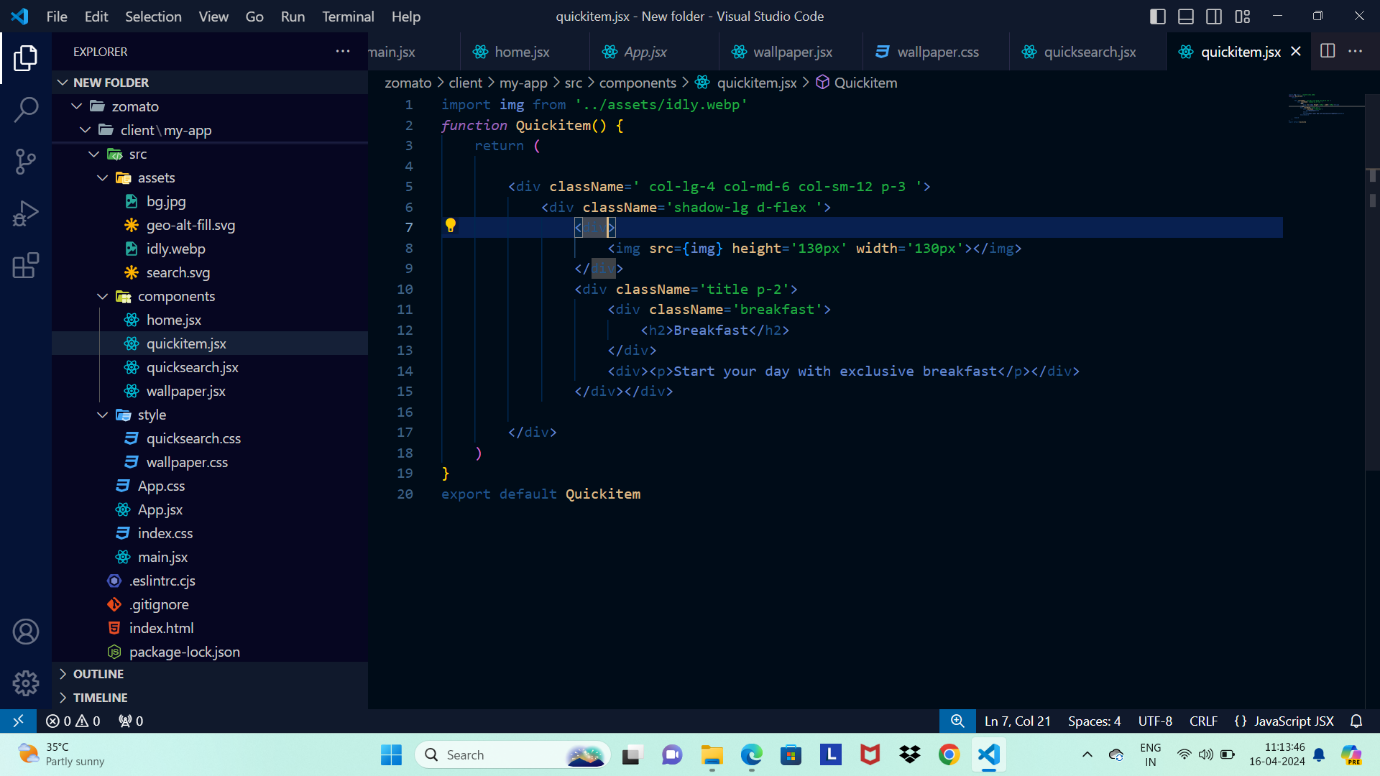 File Edit Selection View Go Run Terminal Help
quickitem.jsx - New folder - Visual Studio Code
EXPLORER
main.jsx home.jsx App.jsx wallpaper.jsx wallpaper.css quicksearch.jsx quickitem.jsx
NEW FOLDER
zomato > client > my-app > src > components > quickitem.jsx > Quickitem
zomato
client\my-app
src
assets
bg.jpg
geo-alt-fill.svg
idly.webp
search.svg
components
home.jsx
quickitem.jsx
quicksearch.jsx
wallpaper.jsx
style
quicksearch.css
wallpaper.css
App.css
App.jsx
index.css
main.jsx
.eslintrc.cjs
.gitignore
index.html
package-lock.json
OUTLINE
TIMELINE
1 import img from '../assets/idly.webp'
2 function Quickitem() {
3 return (
4
5 <div className=' col-lg-4 col-md-6 col-sm-12 p-3 '>
6 <div className='shadow-lg d-flex '>
7 <div>
8 <img src={img} height='130px' width='130px'></img>
9 </div>
10 <div className='title p-2'>
11 <div className='breakfast'>
12 <h2>Breakfast</h2>
13 </div>
14 <div><p>Start your day with exclusive breakfast</p></div>
15 </div></div>
16
17 </div>
18 )
19 }
20 export default Quickitem
0 0 0
Ln 7, Col 21 Spaces: 4 UTF-8 CRLF {} JavaScript JSX
35°C
Partly sunny
Search
L
ENG
IN
11:13:46
16-04-2024
PRE